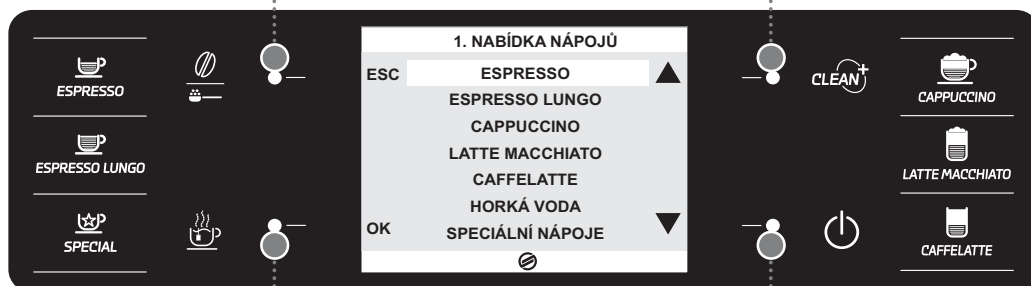 ESPRESSO
ESPRESSO LUNGO
SPECIAL
1. NABÍDKA NÁPOJŮ
ESC
ESPRESSO
ESPRESSO LUNGO
CAPPUCCINO
LATTE MACCHIATO
CAFFELATTE
HORKÁ VODA
OK
SPECIÁLNÍ NÁPOJE
CLEAN+
CAPPUCCINO
LATTE MACCHIATO
CAFFELATTE